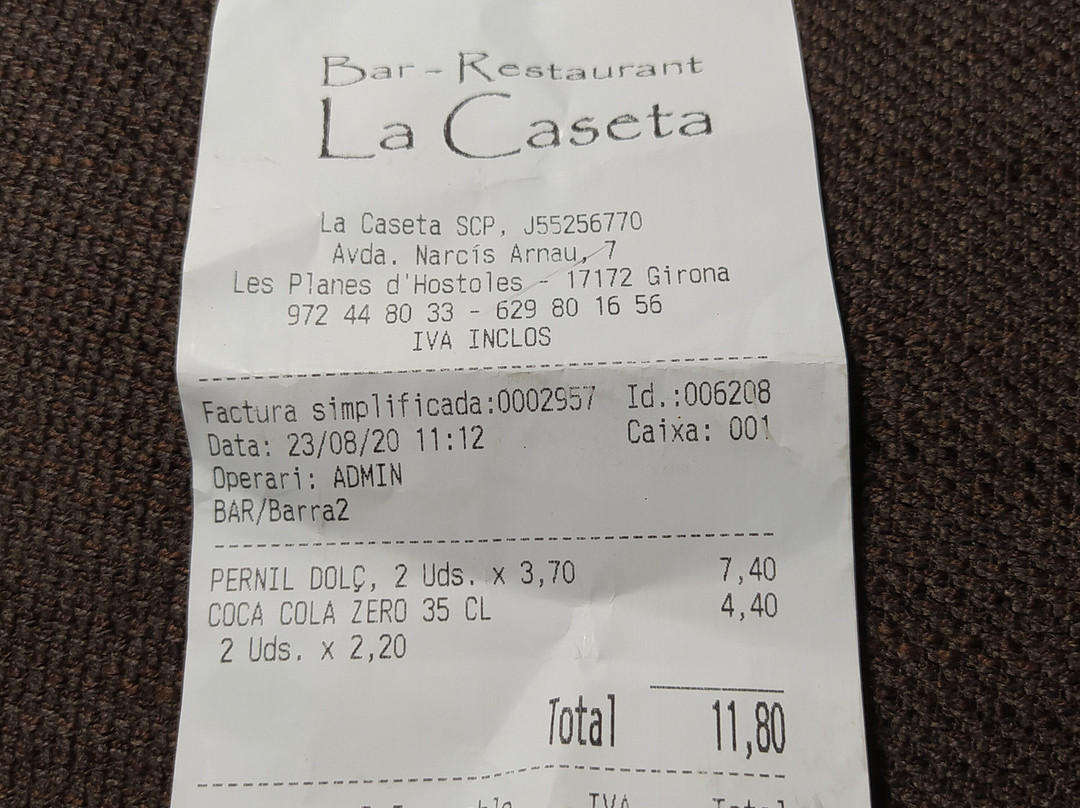 Bar-Restaurant
La Caseta
La Caseta SCP, J55256770
Avda. Narcís Arnau, 7
Les Planes d'Hostoles - 17172 Girona
972 44 80 33 - 629 80 16 56
IVA INCLOS
Factura simplificada:0002957 Id.:006208
Data: 23/08/20 11:12 Caixa: 001
Operari: ADMIN
BAR/Barra2
PERNIL DOLÇ, 2 Uds. x 3,70 7,40
COCA COLA ZERO 35 CL 4,40
2 Uds. x 2,20
Total 11,80
IVA Total